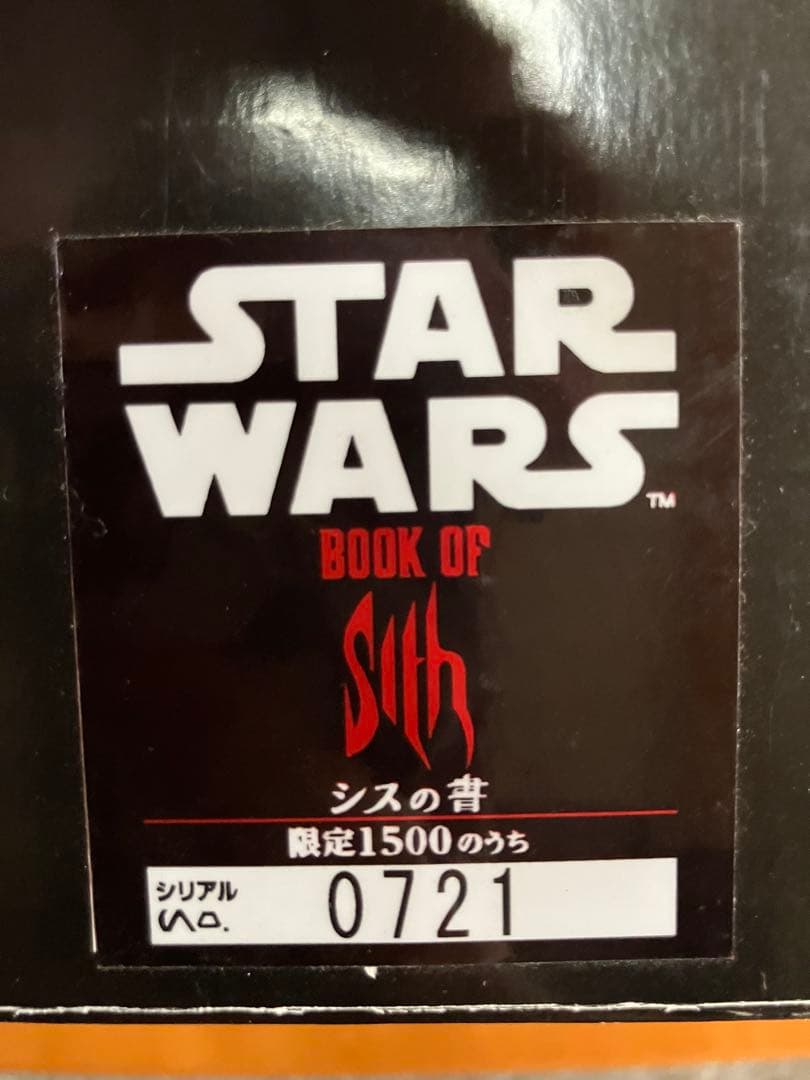 STAR
WARS
TM
BOOK OF
Sith
シスの書
限定1500のうち
シリアル
No.
0721